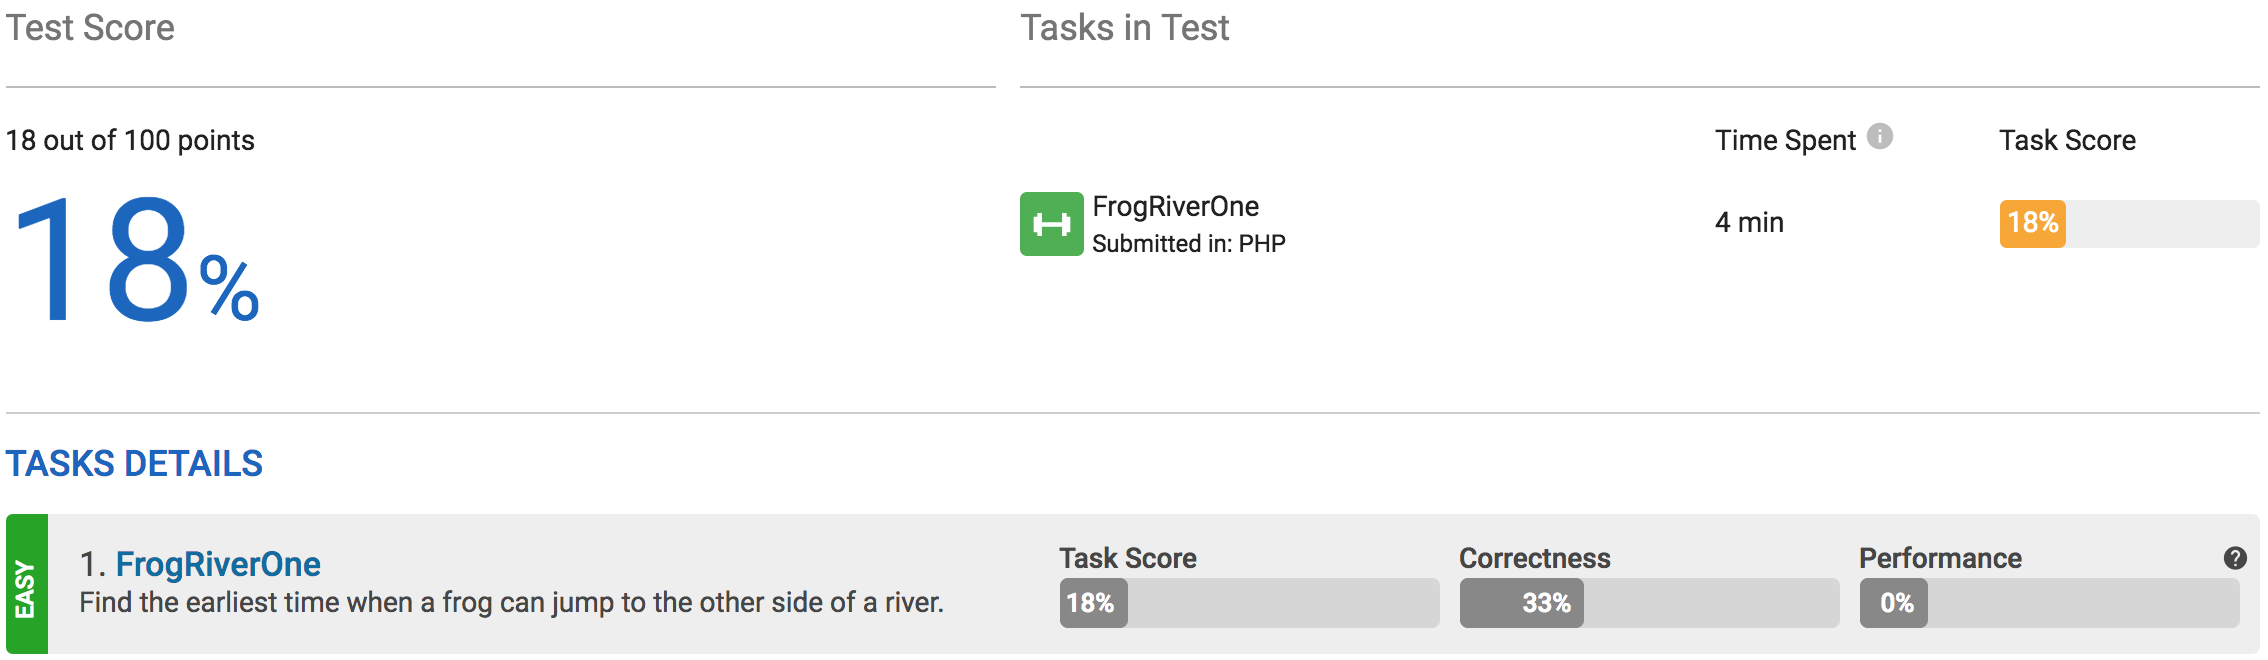 Test Score
Tasks in Test
18 out of 100 points
Time Spent
Task Score
18%
FrogRiverOne
Submitted in: PHP
4 min
18%
TASKS DETAILS
EASY
1. FrogRiverOne
Find the earliest time when a frog can jump to the other side of a river.
Task Score
18%
Correctness
33%
Performance
0%